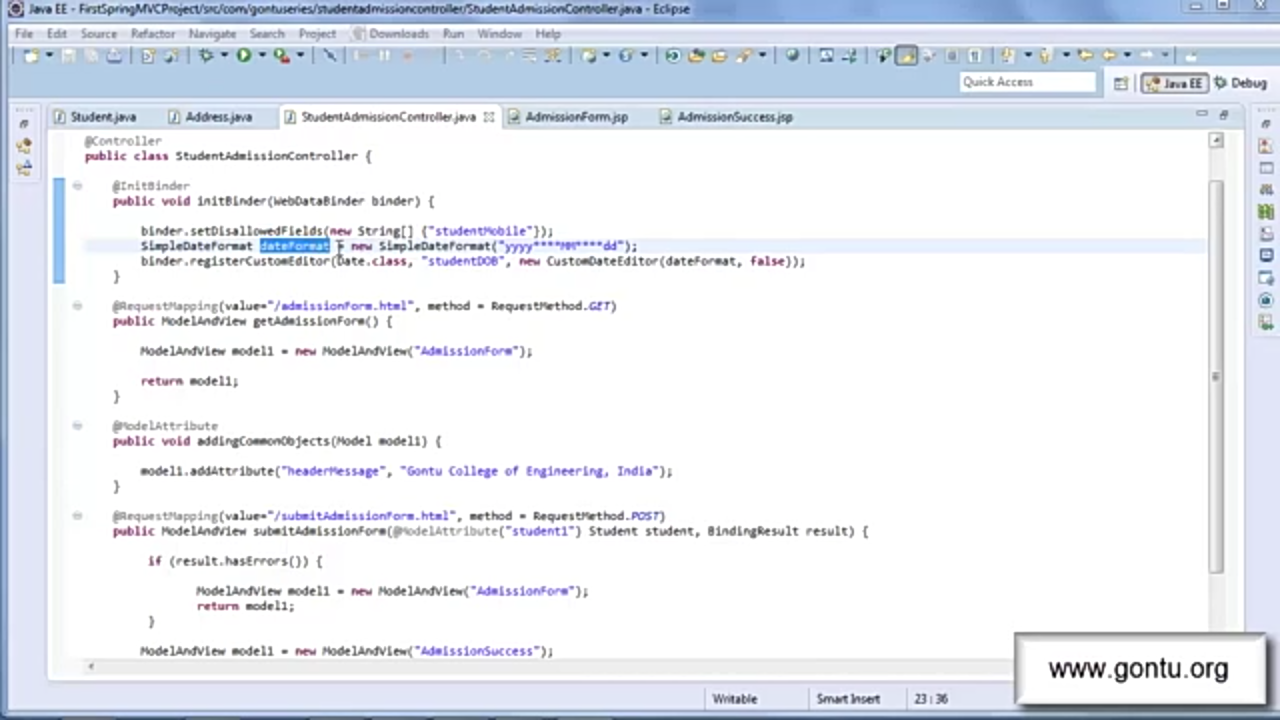 Java EE - FirstSpringMVCProject/src/com/gontuseries/studentadmissioncontroller/StudentAdmissionController.java - Eclipse
File Edit Source Refactor Navigate Search Project Downloads Run Window Help
Quick Access
Java EE
Debug
Student.java
Address.java
StudentAdmissionController.java
AdmissionForm.jsp
AdmissionSuccess.jsp
@Controller
public class StudentAdmissionController {
@InitBinder
public void initBinder(WebDataBinder binder) {
binder.setDisallowedFields(new String[] {"studentMobile"});
SimpleDateFormat dateFormat = new SimpleDateFormat("yyyy****MM****dd");
binder.registerCustomEditor(Date.class, "studentDOB", new CustomDateEditor(dateFormat, false));
}
@RequestMapping(value="/admissionForm.html", method = RequestMethod.GET)
public ModelAndView getAdmissionForm() {
ModelAndView model1 = new ModelAndView("AdmissionForm");
return model1;
}
@ModelAttribute
public void addingCommonObjects(Model model1) {
model1.addAttribute("headerMessage", "Gontu College of Engineering, India");
}
@RequestMapping(value="/submitAdmissionForm.html", method = RequestMethod.POST)
public ModelAndView submitAdmissionForm(@ModelAttribute("student1") Student student, BindingResult result) {
if (result.hasErrors()) {
ModelAndView model1 = new ModelAndView("AdmissionForm");
return model1;
}
ModelAndView model1 = new ModelAndView("AdmissionSuccess");
www.gontu.org
Writable
Smart Insert
23 : 36